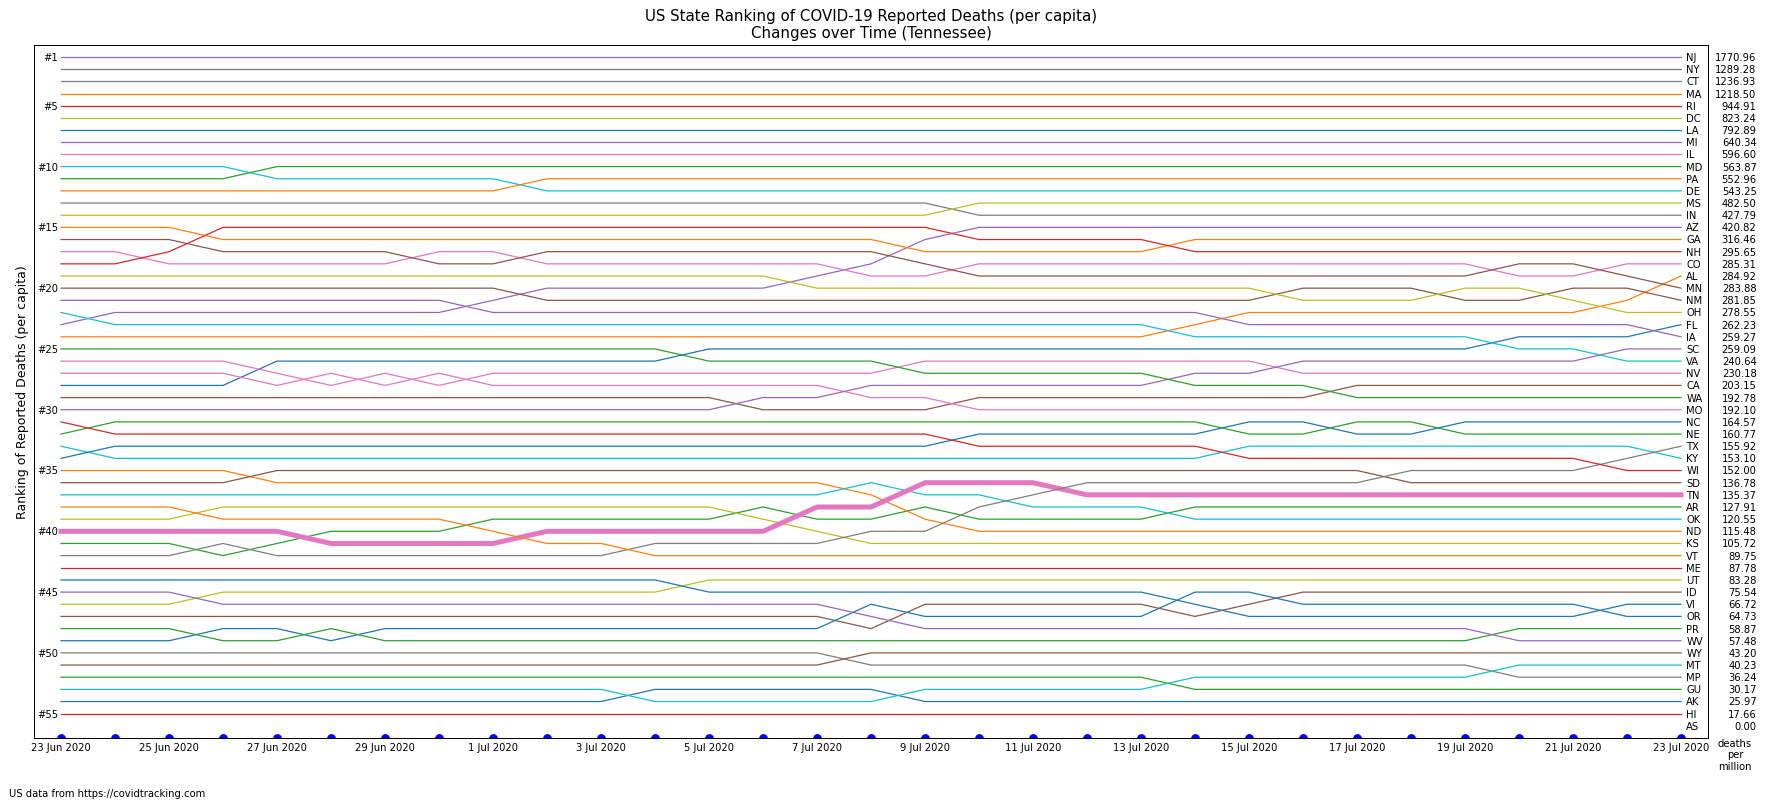 US State Ranking of COVID-19 Reported Deaths (per capita)
Changes over Time (Tennessee)
Ranking of Reported Deaths (per capita)
#1
#5
#10
#15
#20
#25
#30
#35
#40
#45
#50
#55
NJ 1770.96
NY 1289.28
CT 1236.93
MA 1218.50
RI 944.91
DC 823.24
LA 792.89
MI 640.34
IL 596.60
MD 563.87
PA 552.96
DE 543.25
MS 482.50
IN 427.79
AZ 420.82
GA 316.46
NH 295.65
CO 285.31
AL 284.92
MN 283.88
NM 281.85
OH 278.55
FL 262.23
IA 259.27
SC 259.09
VA 240.64
NV 230.18
CA 203.15
WA 192.78
MO 192.10
NC 164.57
NE 160.77
TX 155.92
KY 153.10
WI 152.00
SD 136.78
TN 135.37
AR 127.91
OK 120.55
ND 115.48
KS 105.72
VT 89.75
ME 87.78
UT 83.28
ID 75.54
VI 66.72
OR 64.73
PR 58.87
WV 57.48
WY 43.20
MT 40.23
MP 36.24
GU 30.17
AK 25.97
HI 17.66
AS 0.00
23 Jun 2020 25 Jun 2020 27 Jun 2020 29 Jun 2020 1 Jul 2020 3 Jul 2020 5 Jul 2020 7 Jul 2020 9 Jul 2020 11 Jul 2020 13 Jul 2020 15 Jul 2020 17 Jul 2020 19 Jul 2020 21 Jul 2020 23 Jul 2020
deaths
per
million
US data from https://covidtracking.com